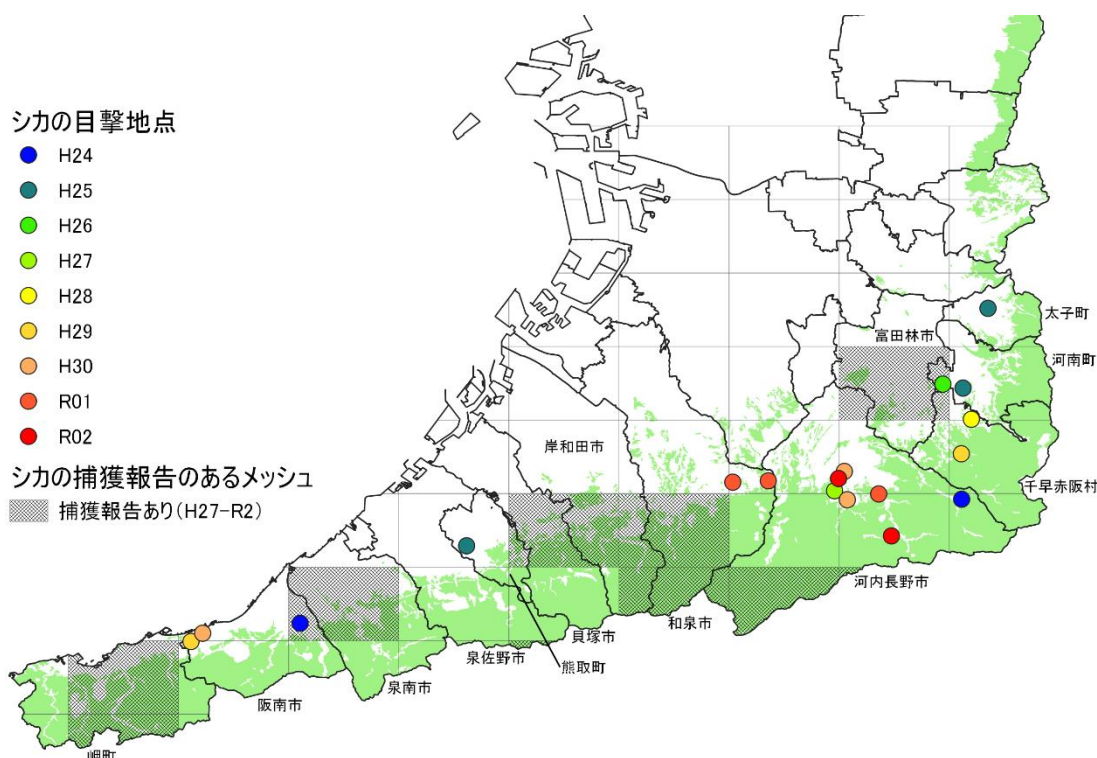 シカの目撃地点
H24
H25
H26
H27
H28
H29
H30
R01
R02
シカの捕獲報告のあるメッシュ
捕獲報告あり(H27-R2)
太子町
富田林市
河南町
岸和田市
千早赤阪村
河内長野市
和泉市
貝塚市
泉佐野市
熊取町
泉南市
阪南市
岬町